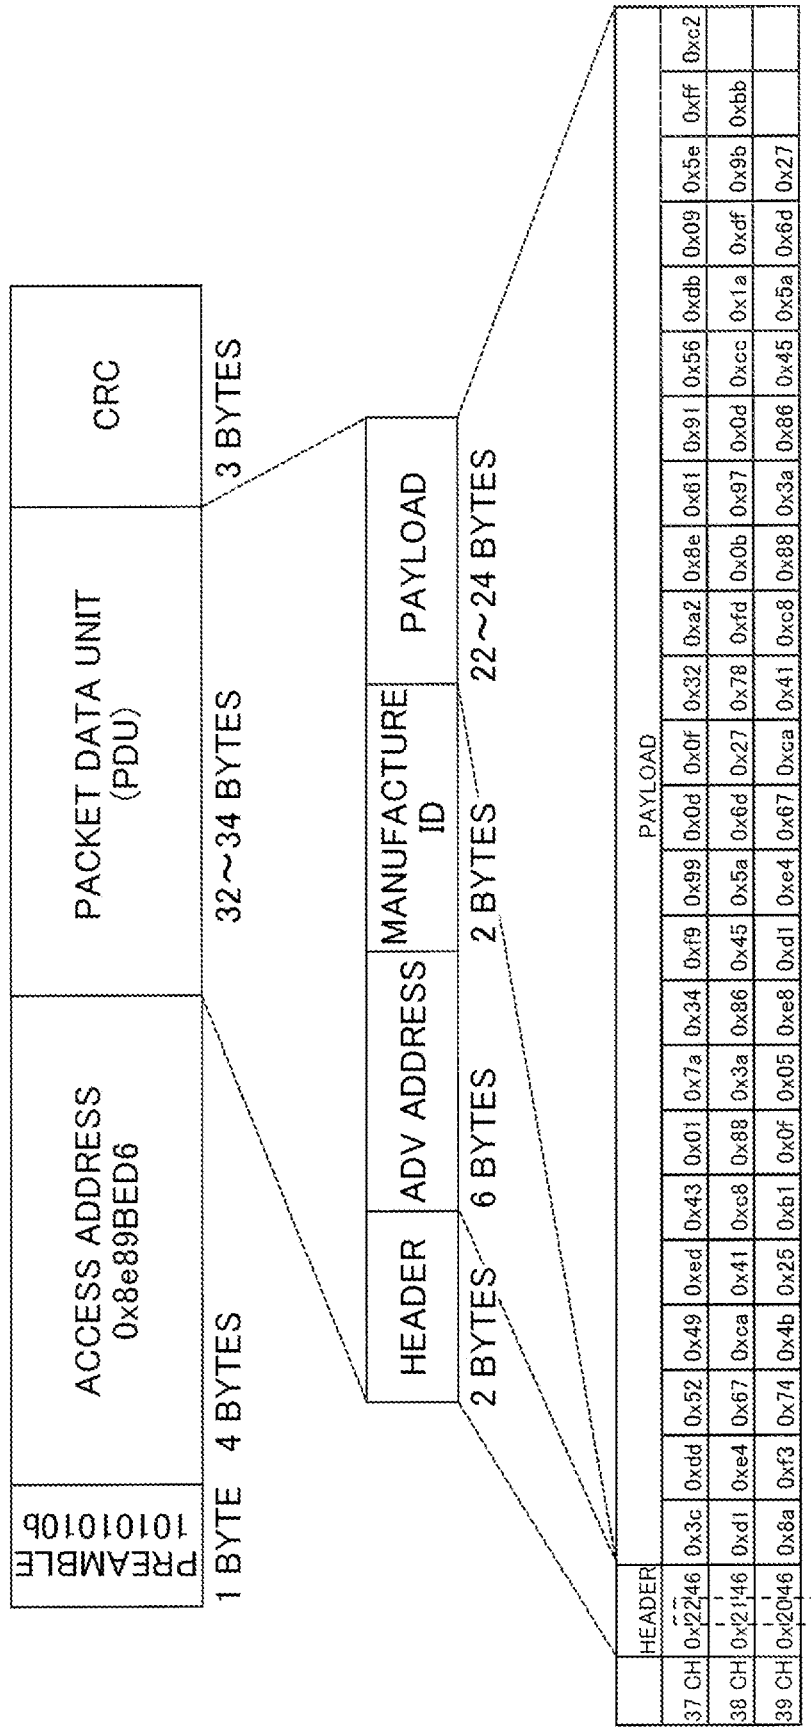 PREAMBLE
10101010b
ACCESS ADDRESS
0x8e89BED6
PACKET DATA UNIT
(PDU)
CRC
1 BYTE 4 BYTES 32~34 BYTES 3 BYTES
HEADER ADV ADDRESS MANUFACTURE
ID
PAYLOAD
2 BYTES 6 BYTES 2 BYTES 22~24 BYTES
HEADER PAYLOAD
37 CH 0x2246 0x3c 0xdd 0x52 0x49 0xed 0x43 0x01 0x7a 0x34 0xf9 0x99 0x0d 0x0f 0x32 0xa2 0x8e 0x61 0x91 0x56 0xdb 0x09 0x5e 0xff 0xc2
38 CH 0x2146 0xd1 0xe4 0x67 0xca 0x41 0xc8 0x88 0x3a 0x86 0x45 0x5a 0x6d 0x27 0x78 0xfd 0x0b 0x97 0x0d 0xcc 0x1a 0xdf 0x9b 0xbb
39 CH 0x2046 0x8a 0xf3 0x74 0x4b 0x25 0xb1 0x0f 0x05 0xe8 0xd1 0xe4 0x67 0xca 0x41 0xc8 0x88 0x3a 0x86 0x45 0x5a 0x6d 0x27